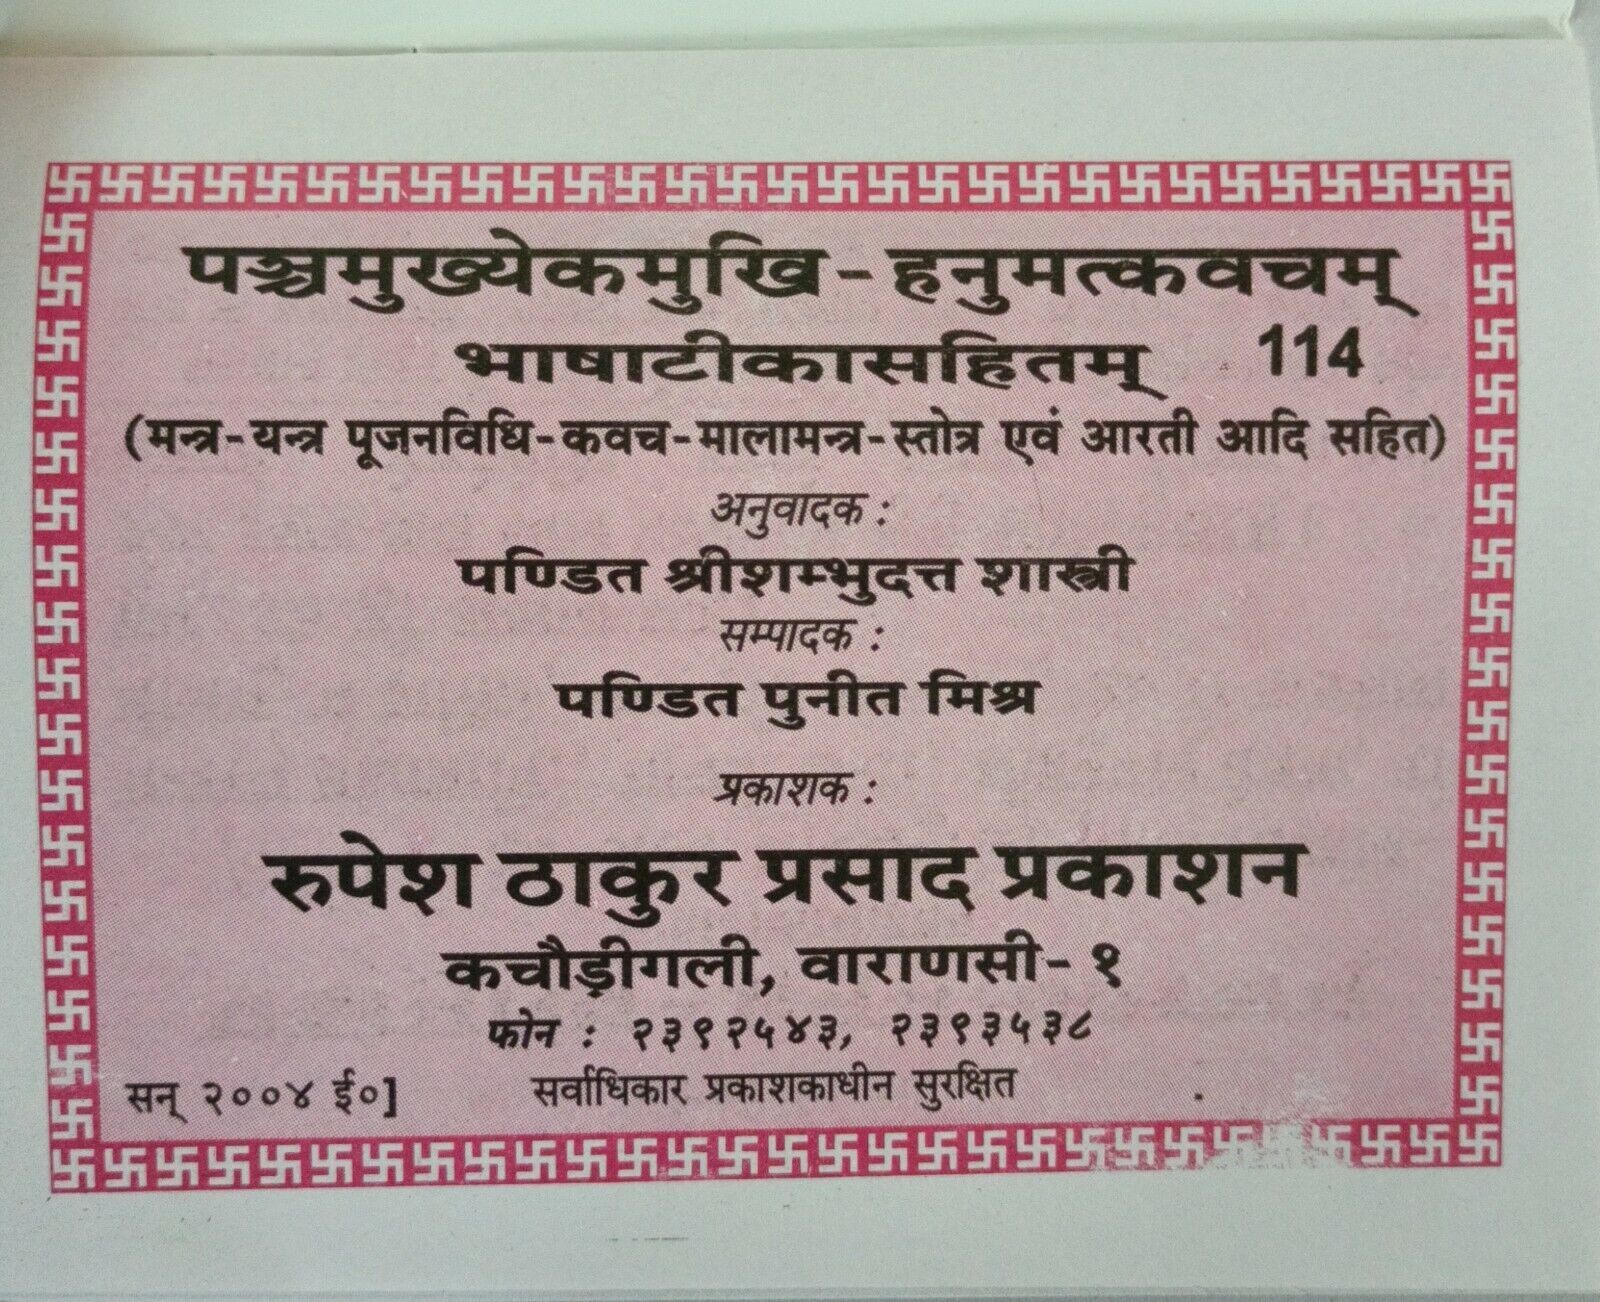 पञ्चमुख्येकमुखि-हनुमत्कवचम्
भाषाटीकासहितम् 114
(मन्त्र-यन्त्र पूजनविधि-कवच-मालामन्त्र-स्तोत्र एवं आरती आदि सहित)
अनुवादक :
पण्डित श्रीशम्भुदत्त शास्त्री
सम्पादक :
पण्डित पुनीत मिश्र
प्रकाशक :
रुपेश ठाकुर प्रसाद प्रकाशन
कचौड़ीगली, वाराणसी-१
फोन : २३९२५४३, २३९३५३८
सन् २००४ ई०] सर्वाधिकार प्रकाशकाधीन सुरक्षित